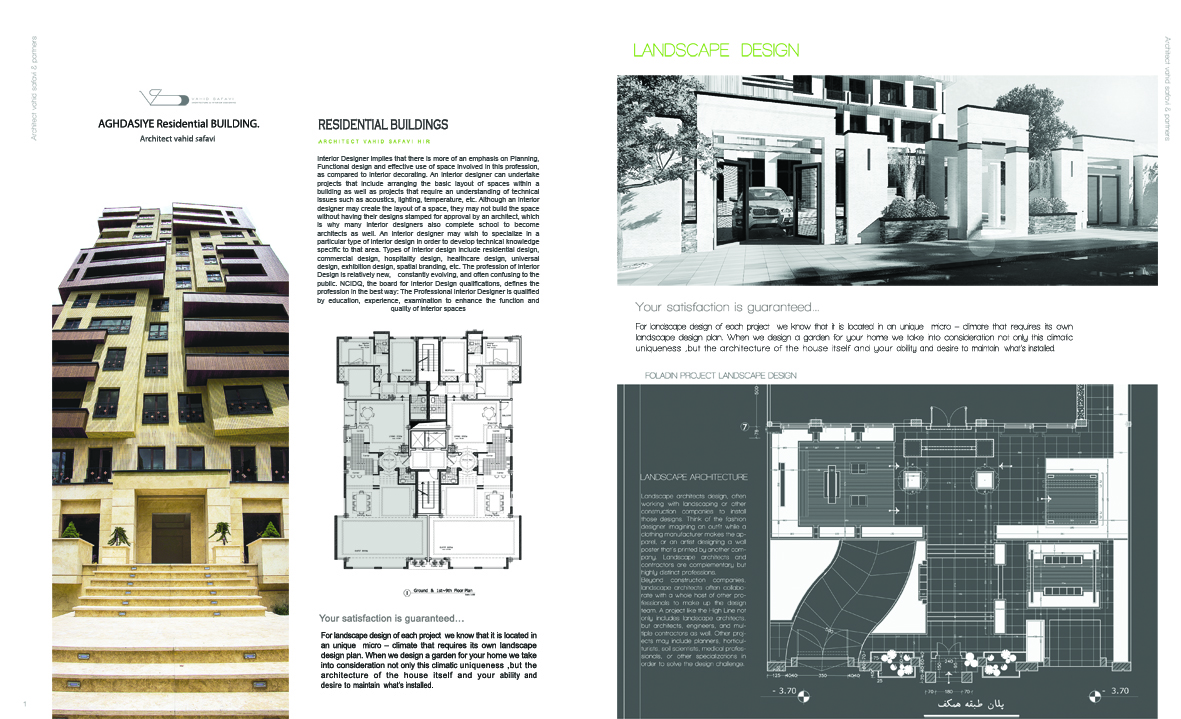 Architect vahid safavi & partners
VAHID SAFAVI
AGHDASIYE Residential BUILDING.
Architect vahid safavi
RESIDENTIAL BUILDINGS
ARCHITECT VAHID SAFAVI HIR
Interior Designer implies that there is more of an emphasis on Planning,
Functional design and effective use of space involved in this profession,
as compared to interior decorating. An interior designer can undertake
projects that include arranging the basic layout of spaces within a
building as well as projects that require an understanding of technical
issues such as acoustics, lighting, temperature, etc. Although an interior
designer may create the layout of a space, they may not build the space
without having their designs stamped for approval by an architect, which
is why many interior designers also complete school to become
architects as well. An interior designer may wish to specialize in a
particular type of interior design in order to develop technical knowledge
specific to that area. Types of interior design include residential design,
commercial design, hospitality design, healthcare design, universal
design, exhibition design, spatial branding, etc. The profession of Interior
Design is relatively new, constantly evolving, and often confusing to the
public. NCIDQ, the board for Interior Design qualifications, defines the
profession in the best way: The Professional Interior Designer is qualified
by education, experience, examination to enhance the function and
quality of interior spaces
1 Ground & 1st-9th Floor Plan
Your satisfaction is guaranteed...
For landscape design of each project we know that it is located in
an unique micro – climate that requires its own landscape
design plan. When we design a garden for your home we take
into consideration not only this climatic uniqueness ,but the
architecture of the house itself and your ability and
desire to maintain what's installed.
1
LANDSCAPE DESIGN
Architect vahid safavi & partners
Your satisfaction is guaranteed...
For landscape design of each project we know that it is located in an unique micro – climate that requires its own
landscape design plan. When we design a garden for your home we take into consideration not only this climatic
uniqueness ,but the architecture of the house itself and your ability and desire to maintain what's installed.
FOLADIN PROJECT LANDSCAPE DESIGN
7
LANDSCAPE ARCHITECTURE
Landscape architects design, often
working with landscaping or other
construction companies to install
those designs. Think of the fashion
designer imagining an outfit while a
clothing manufacturer makes the ap-
parel, or an artist designing a wall
poster that's printed by another com-
pany. Landscape architects and
contractors are complementary but
highly distinct professions.
Beyond construction companies,
landscape architects often collabo-
rate with a whole host of other pro-
fessionals to make up the design
team. A project like the High Line not
only includes landscape architects,
but architects, engineers, and mul-
tiple contractors as well. Other proj-
ects may include planners, horticul-
turists, soil scientists, medical profes-
sionals, or other specializations in
order to solve the design challenge.
- 3.70
- 3.70
پلان طبقه همکف